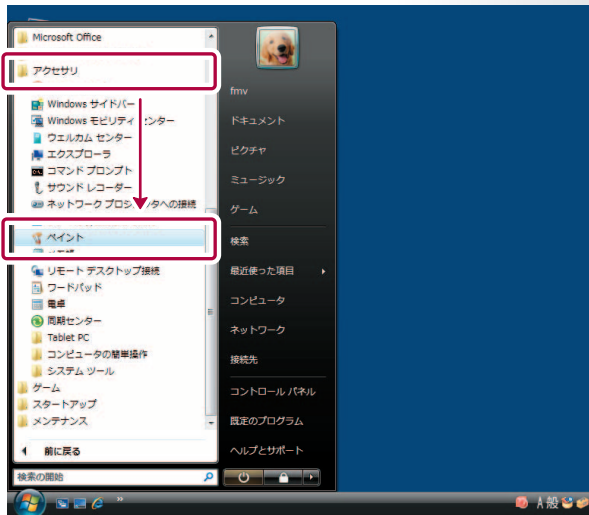 Microsoft Office
アクセサリ
Windows サイドバー
Windows モビリティ センター
ウエルカム センター
エクスプローラ
コマンド プロンプト
サウンド レコーダー
ネットワーク プロジェクタへの接続
ペイント
リモート デスクトップ接続
ワードパッド
電卓
同期センター
Tablet PC
コンピュータの簡単操作
システム ツール
ゲーム
スタートアップ
メンテナンス
前に戻る
検索の開始
fmv
ドキュメント
ピクチャ
ミュージック
ゲーム
検索
最近使った項目
コンピュータ
ネットワーク
接続先
コントロール パネル
既定のプログラム
ヘルプとサポート
A 般